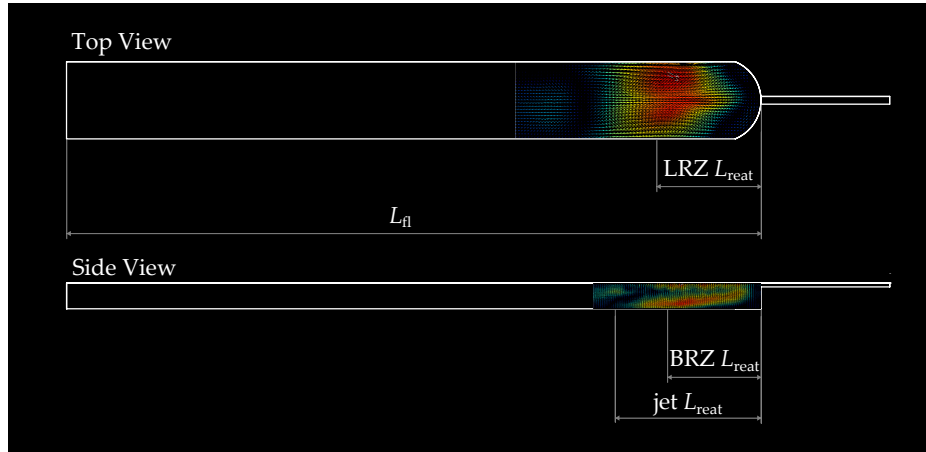 Top View
LRZ L_reat
L_fl
Side View
BRZ L_reat
jet L_reat